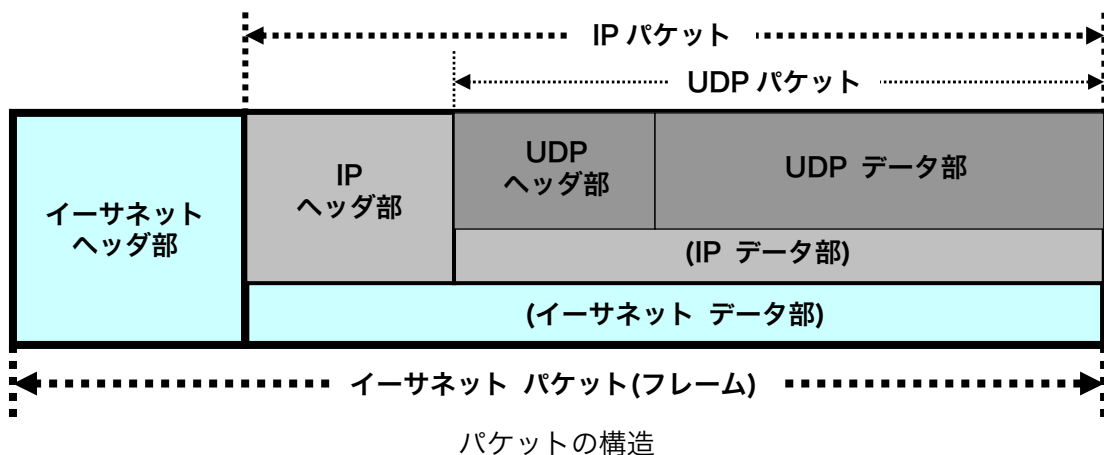 IP パケット
UDP パケット
イーサネット
ヘッダ部
IP
ヘッダ部
UDP
ヘッダ部
UDP データ部
(IP データ部)
(イーサネット データ部)
イーサネット パケット(フレーム)
パケットの構造